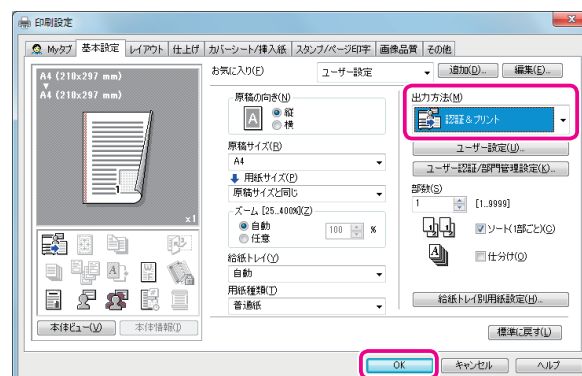 印刷設定
Myタブ 基本設定 レイアウト 仕上げ カバーシート/挿入紙 スタンプ/ページ印字 画像品質 その他
A4 (210x297 mm)
A4 (210x297 mm)
1
x1
本体ビュー(V) 本体情報(I)
お気に入り(F) ユーザー設定 追加(D)... 編集(E)...
原稿の向き(N)
A
縦
横
原稿サイズ(R)
A4
用紙サイズ(P)
原稿サイズと同じ
ズーム [25..400%](Z)
自動
任意
100 %
給紙トレイ(Y)
自動
用紙種類(T)
普通紙
出力方法(M)
認証&プリント
ユーザー設定(U)...
ユーザー認証/部門管理設定(K)...
部数(S)
1 [1..9999]
ソート(1部ごと)(C)
仕分け(O)
給紙トレイ別用紙設定(H)...
標準に戻す(L)
OK キャンセル ヘルプ